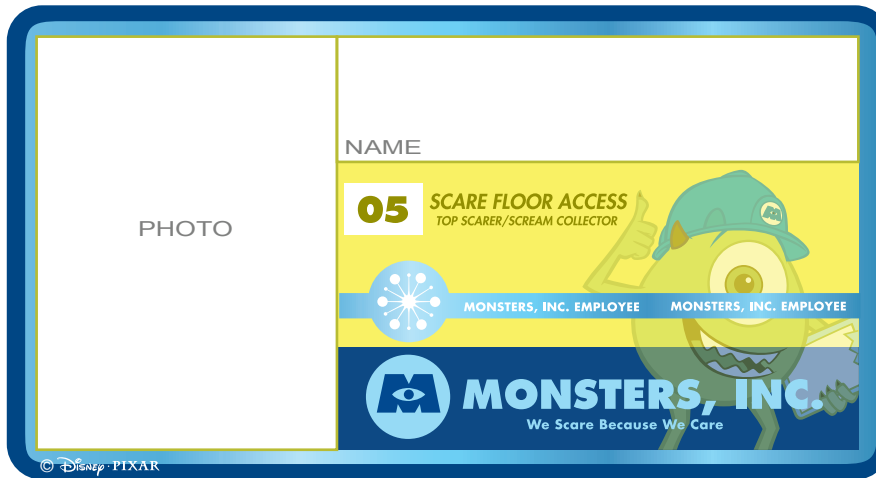 NAME
PHOTO
05
SCARE FLOOR ACCESS
TOP SCARER/SCREAM COLLECTOR
MONSTERS, INC. EMPLOYEE MONSTERS, INC. EMPLOYEE
MONSTERS, INC.
We Scare Because We Care
© Disney · PIXAR